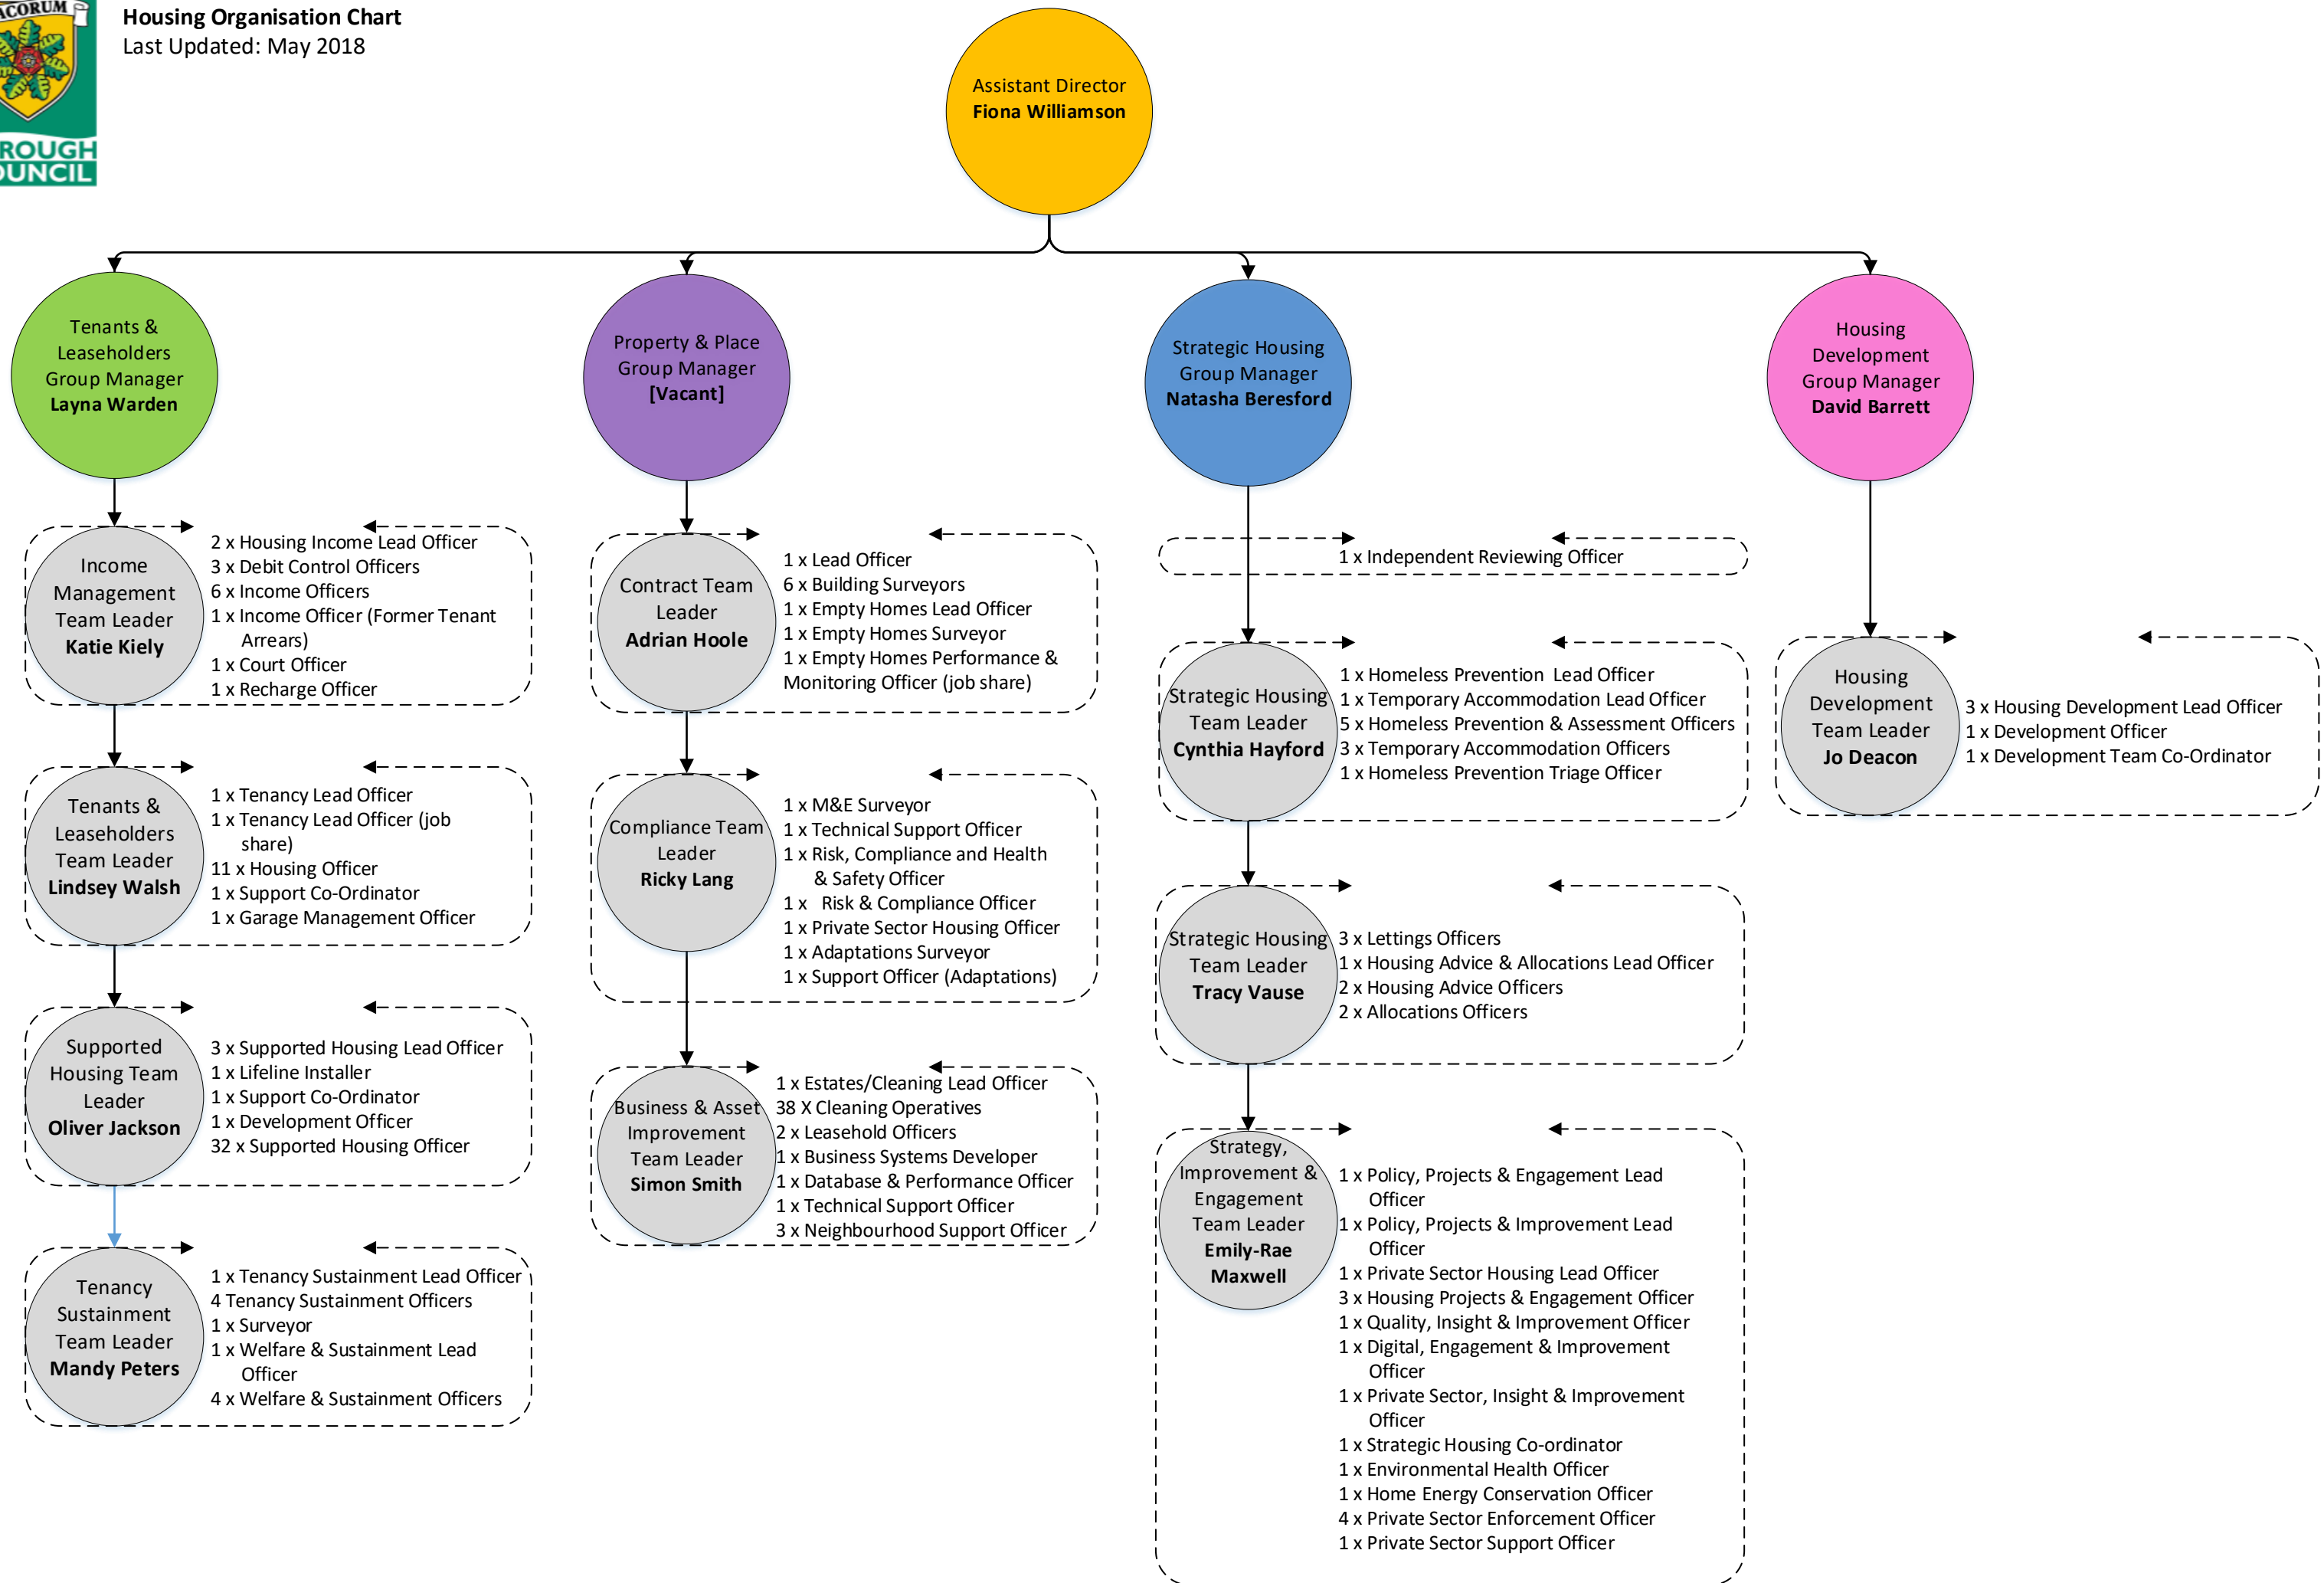 Housing Organisation Chart
Last Updated: May 2018
ACORUM
ROUGH
OUNCIL
Assistant Director
Fiona Williamson
Tenants &
Leaseholders
Group Manager
Layna Warden
Property & Place
Group Manager
[Vacant]
Strategic Housing
Group Manager
Natasha Beresford
Housing
Development
Group Manager
David Barrett
Income
Management
Team Leader
Katie Kiely
2 x Housing Income Lead Officer
3 x Debit Control Officers
6 x Income Officers
1 x Income Officer (Former Tenant
Arrears)
1 x Court Officer
1 x Recharge Officer
Tenants &
Leaseholders
Team Leader
Lindsey Walsh
1 x Tenancy Lead Officer
1 x Tenancy Lead Officer (job
share)
11 x Housing Officer
1 x Support Co-Ordinator
1 x Garage Management Officer
Supported
Housing Team
Leader
Oliver Jackson
3 x Supported Housing Lead Officer
1 x Lifeline Installer
1 x Support Co-Ordinator
1 x Development Officer
32 x Supported Housing Officer
Tenancy
Sustainment
Team Leader
Mandy Peters
1 x Tenancy Sustainment Lead Officer
4 Tenancy Sustainment Officers
1 x Surveyor
1 x Welfare & Sustainment Lead
Officer
4 x Welfare & Sustainment Officers
Contract Team
Leader
Adrian Hoole
1 x Lead Officer
6 x Building Surveyors
1 x Empty Homes Lead Officer
1 x Empty Homes Surveyor
1 x Empty Homes Performance &
Monitoring Officer (job share)
Compliance Team
Leader
Ricky Lang
1 x M&E Surveyor
1 x Technical Support Officer
1 x Risk, Compliance and Health
& Safety Officer
1 x Risk & Compliance Officer
1 x Private Sector Housing Officer
1 x Adaptations Surveyor
1 x Support Officer (Adaptations)
Business & Asset
Improvement
Team Leader
Simon Smith
1 x Estates/Cleaning Lead Officer
38 X Cleaning Operatives
2 x Leasehold Officers
1 x Business Systems Developer
1 x Database & Performance Officer
1 x Technical Support Officer
3 x Neighbourhood Support Officer
1 x Independent Reviewing Officer
Strategic Housing
Team Leader
Cynthia Hayford
1 x Homeless Prevention Lead Officer
1 x Temporary Accommodation Lead Officer
5 x Homeless Prevention & Assessment Officers
3 x Temporary Accommodation Officers
1 x Homeless Prevention Triage Officer
Strategic Housing
Team Leader
Tracy Vause
3 x Lettings Officers
1 x Housing Advice & Allocations Lead Officer
2 x Housing Advice Officers
2 x Allocations Officers
Strategy,
Improvement &
Engagement
Team Leader
Emily-Rae
Maxwell
1 x Policy, Projects & Engagement Lead
Officer
1 x Policy, Projects & Improvement Lead
Officer
1 x Private Sector Housing Lead Officer
3 x Housing Projects & Engagement Officer
1 x Quality, Insight & Improvement Officer
1 x Digital, Engagement & Improvement
Officer
1 x Private Sector, Insight & Improvement
Officer
1 x Strategic Housing Co-ordinator
1 x Environmental Health Officer
1 x Home Energy Conservation Officer
4 x Private Sector Enforcement Officer
1 x Private Sector Support Officer
Housing
Development
Team Leader
Jo Deacon
3 x Housing Development Lead Officer
1 x Development Officer
1 x Development Team Co-Ordinator